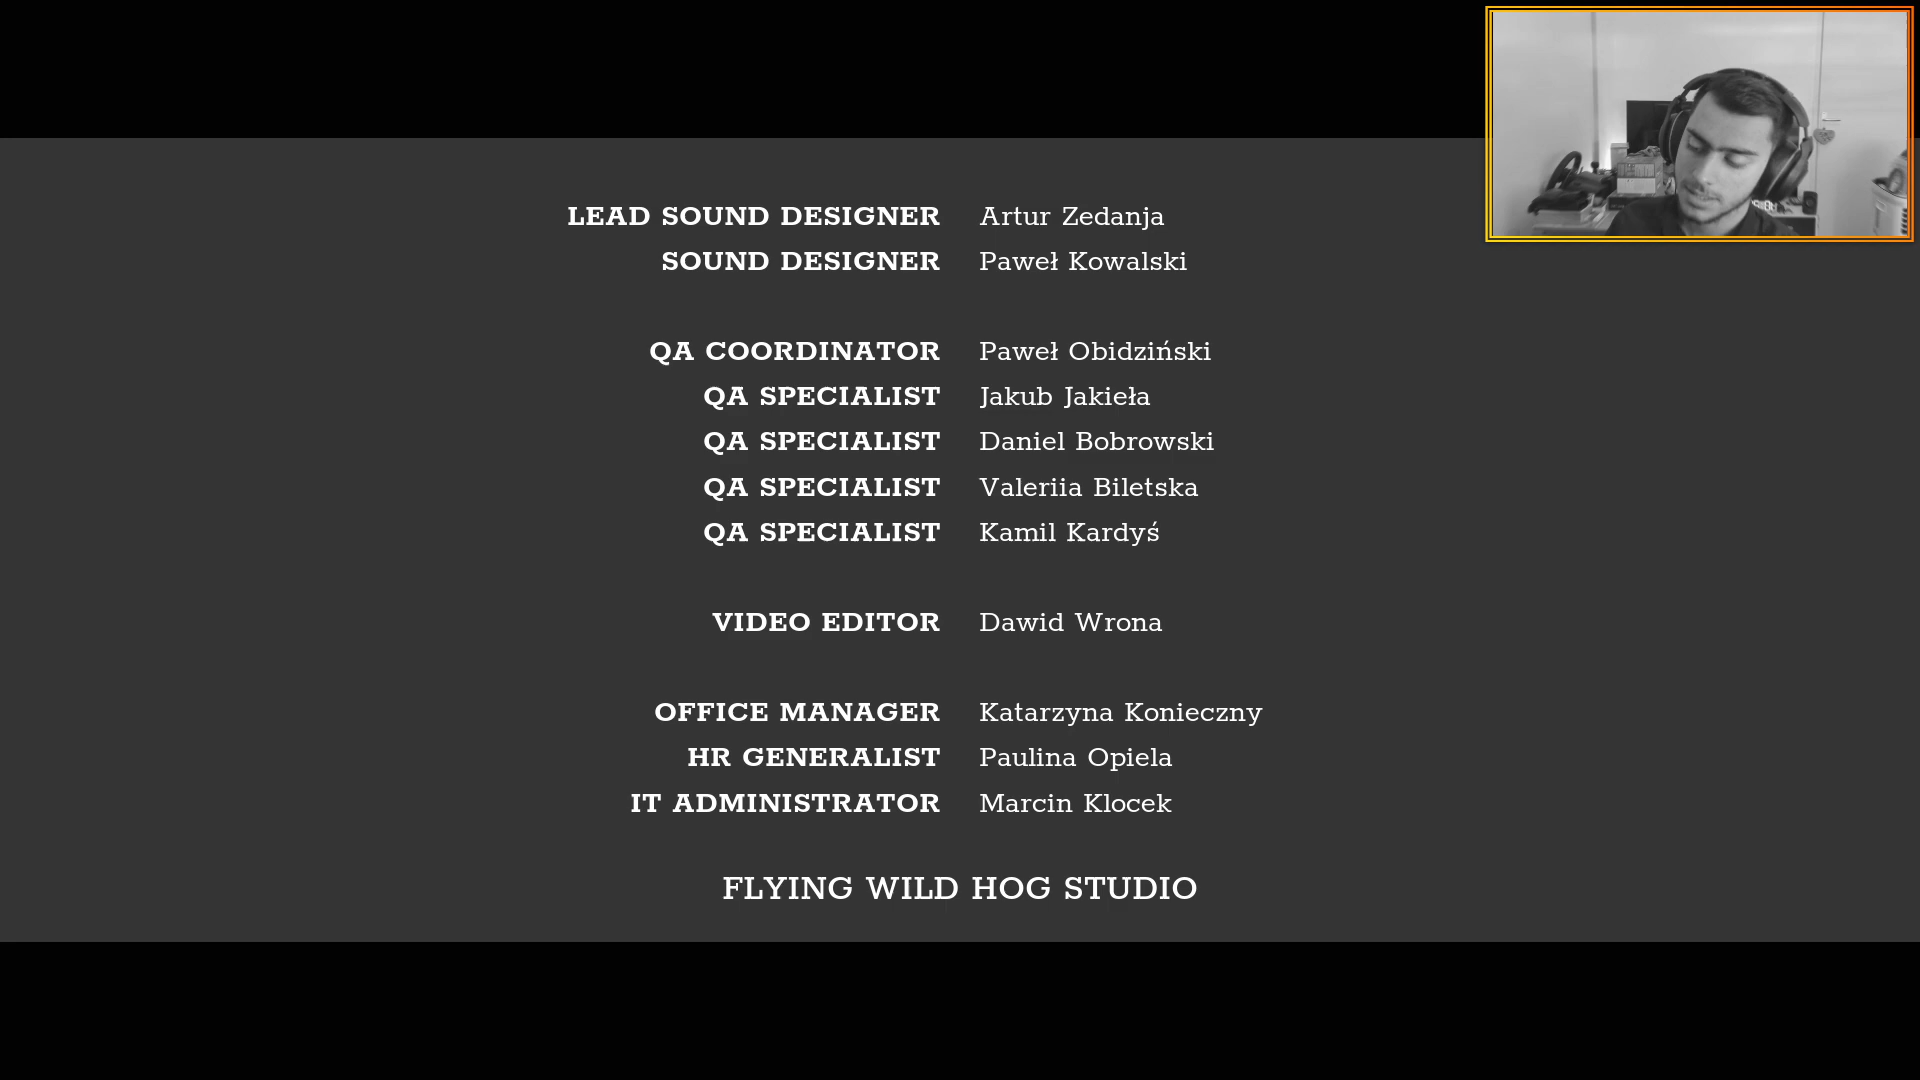 LEAD SOUND DESIGNER Artur Zedanja
SOUND DESIGNER Paweł Kowalski
QA COORDINATOR Paweł Obidziński
QA SPECIALIST Jakub Jakieła
QA SPECIALIST Daniel Bobrowski
QA SPECIALIST Valeriia Biletska
QA SPECIALIST Kamil Kardyś
VIDEO EDITOR Dawid Wrona
OFFICE MANAGER Katarzyna Konieczny
HR GENERALIST Paulina Opiela
IT ADMINISTRATOR Marcin Klocek
FLYING WILD HOG STUDIO